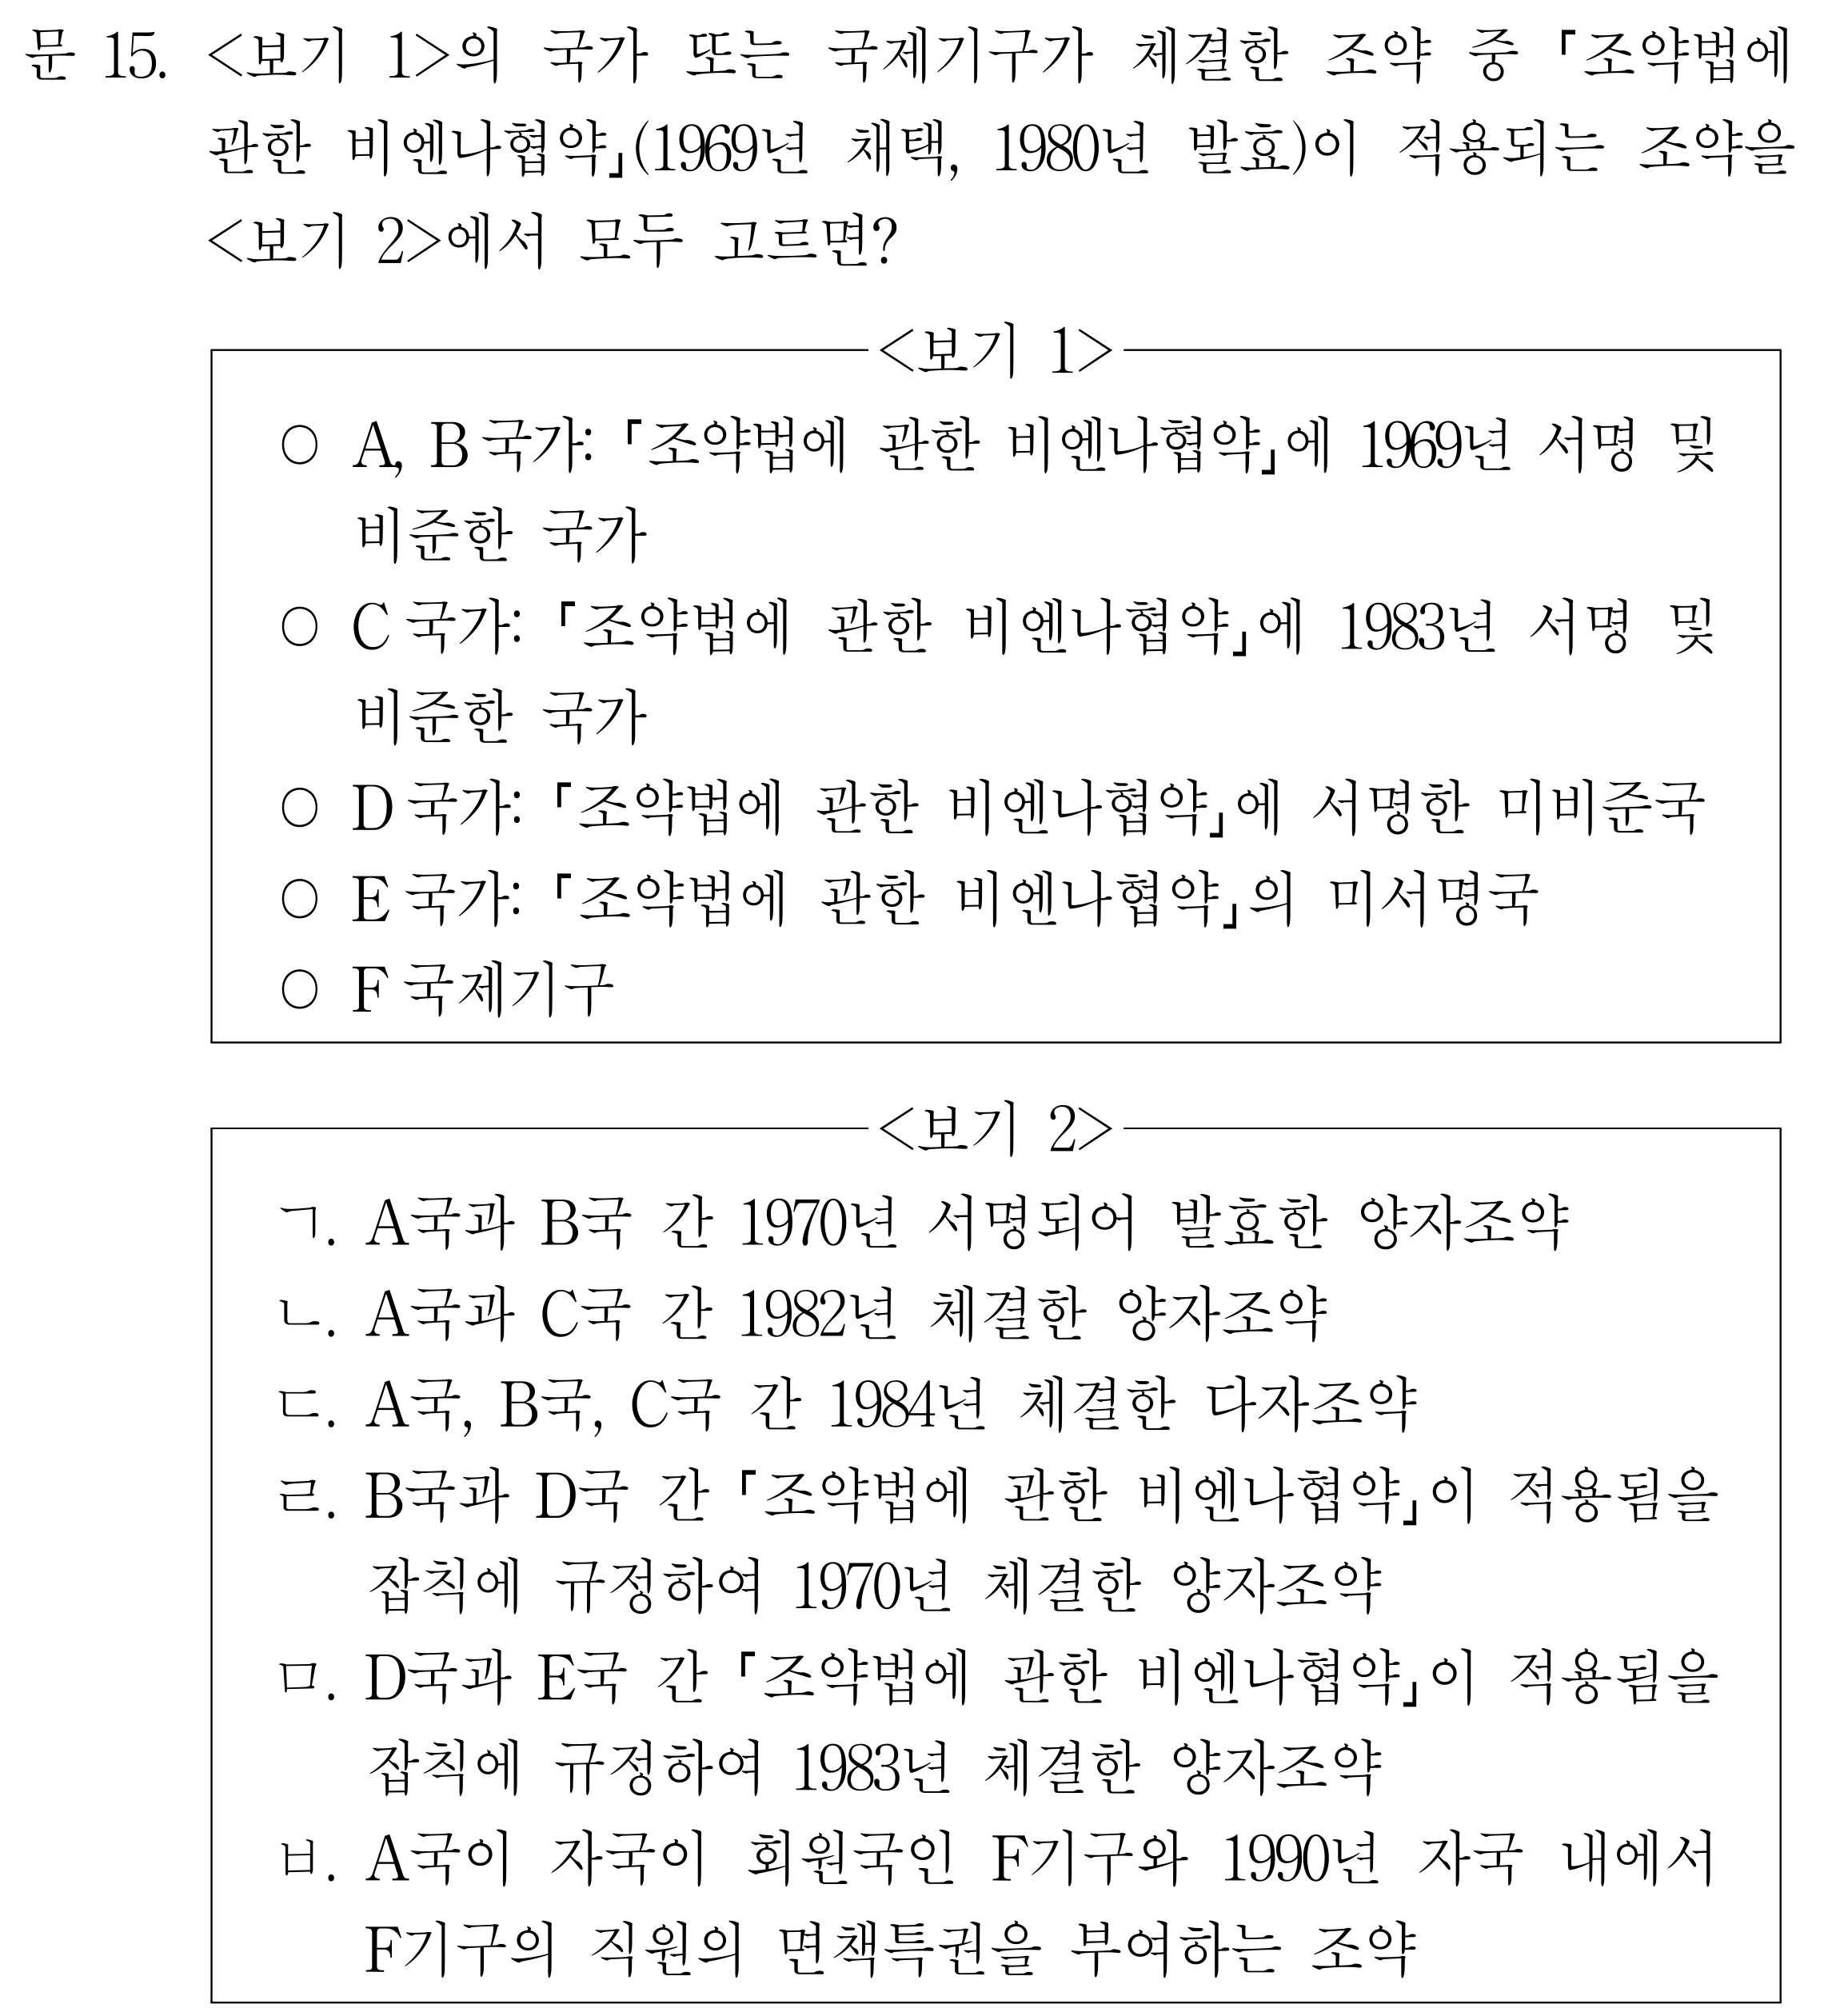 문 15. <보기 1>의 국가 또는 국제기구가 체결한 조약 중 「조약법에
관한 비엔나협약」(1969년 채택, 1980년 발효)이 적용되는 조약을
<보기 2>에서 모두 고르면?
<보기 1>
○ A, B국가: 「조약법에 관한 비엔나협약」에 1969년 서명 및
비준한 국가
○ C국가: 「조약법에 관한 비엔나협약」에 1983년 서명 및
비준한 국가
○ D국가: 「조약법에 관한 비엔나협약」에 서명한 미비준국
○ E국가: 「조약법에 관한 비엔나협약」의 미서명국
○ F국제기구
<보기 2>
ㄱ. A국과 B국 간 1970년 서명되어 발효한 양자조약
ㄴ. A국과 C국 간 1982년 체결한 양자조약
ㄷ. A국, B국, C국 간 1984년 체결한 다자조약
ㄹ. B국과 D국 간 「조약법에 관한 비엔나협약」이 적용됨을
잡칙에 규정하여 1970년 체결한 양자조약
ㅁ. D국과 E국 간 「조약법에 관한 비엔나협약」이 적용됨을
잡칙에 규정하여 1983년 체결한 양자조약
ㅂ. A국이 자국이 회원국인 F기구와 1990년 자국 내에서
F기구의 직원의 면책특권을 부여하는 조약